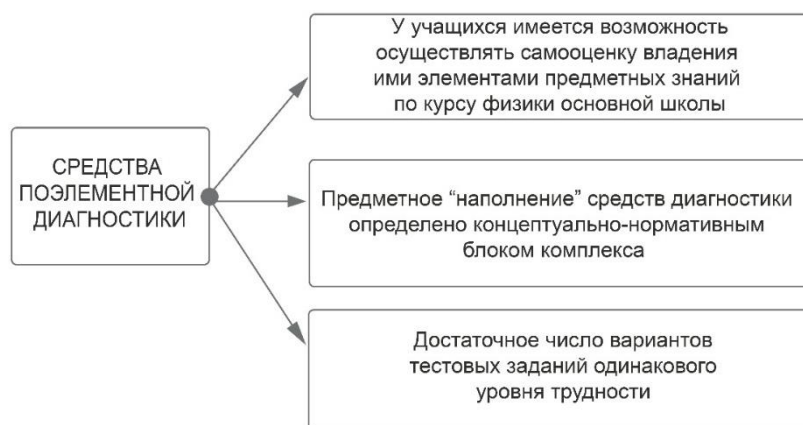 У учащихся имеется возможность
осуществлять самооценку владения
ими элементами предметных знаний
по курсу физики основной школы
СРЕДСТВА
ПОЭЛЕМЕНТНОЙ
ДИАГНОСТИКИ
Предметное “наполнение” средств диагностики
определено концептуально-нормативным
блоком комплекса
Достаточное число вариантов
тестовых заданий одинакового
уровня трудности